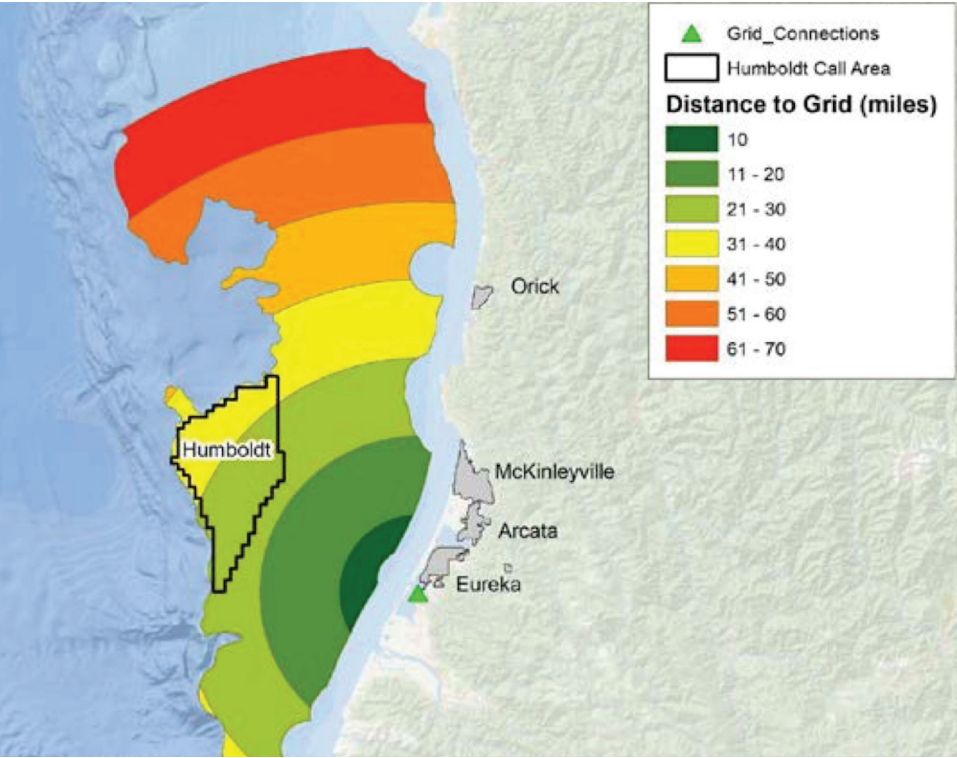 Grid_Connections
Humboldt Call Area
Distance to Grid (miles)
10
11 - 20
21 - 30
31 - 40
41 - 50
51 - 60
61 - 70
Orick
Humboldt
McKinleyville
Arcata
Eureka